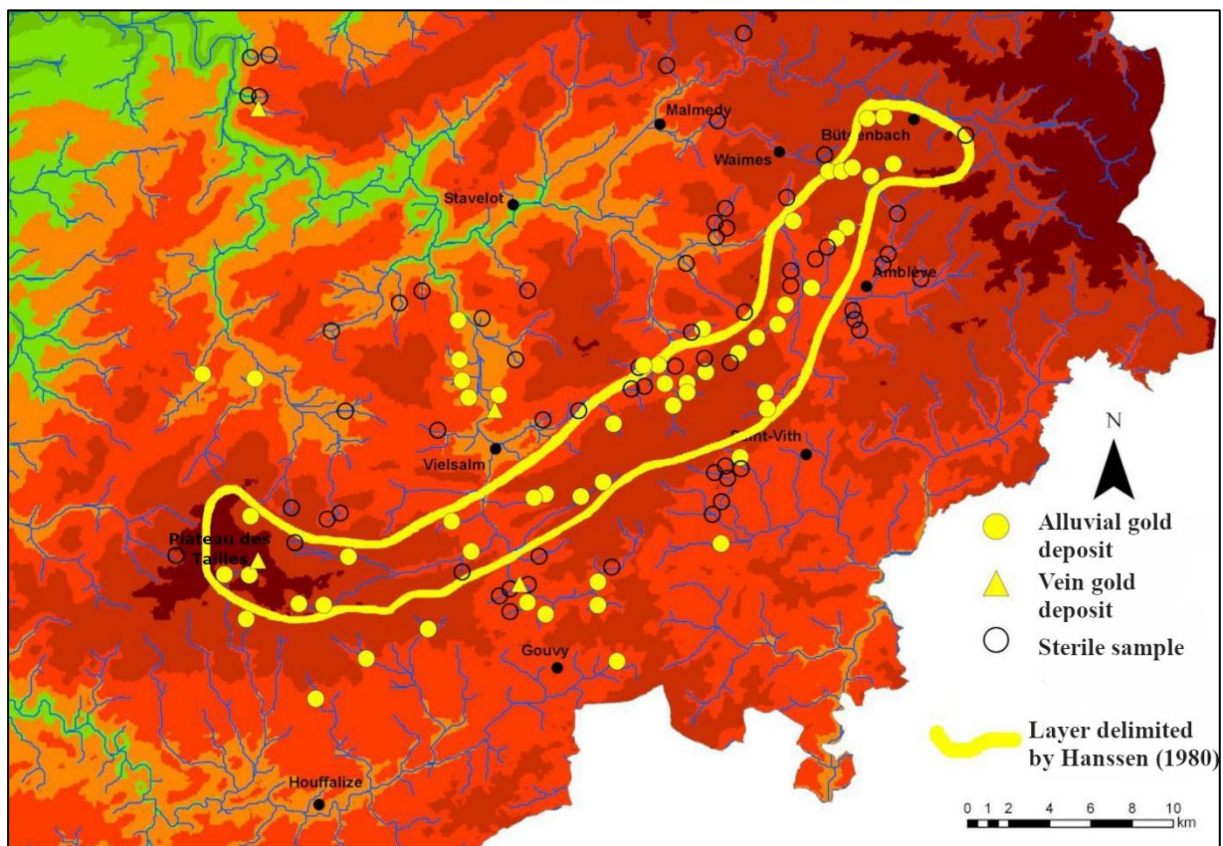 Malmedy
Bütgenbach
Waimes
Stavelot
Amblève
Vielsalm
Saint-Vith
Plateau des
Tailles
Gouvy
Houffalize
N
Alluvial gold
deposit
Vein gold
deposit
Sterile sample
Layer delimited
by Hanssen (1980)
0 1 2 4 6 8 10
km